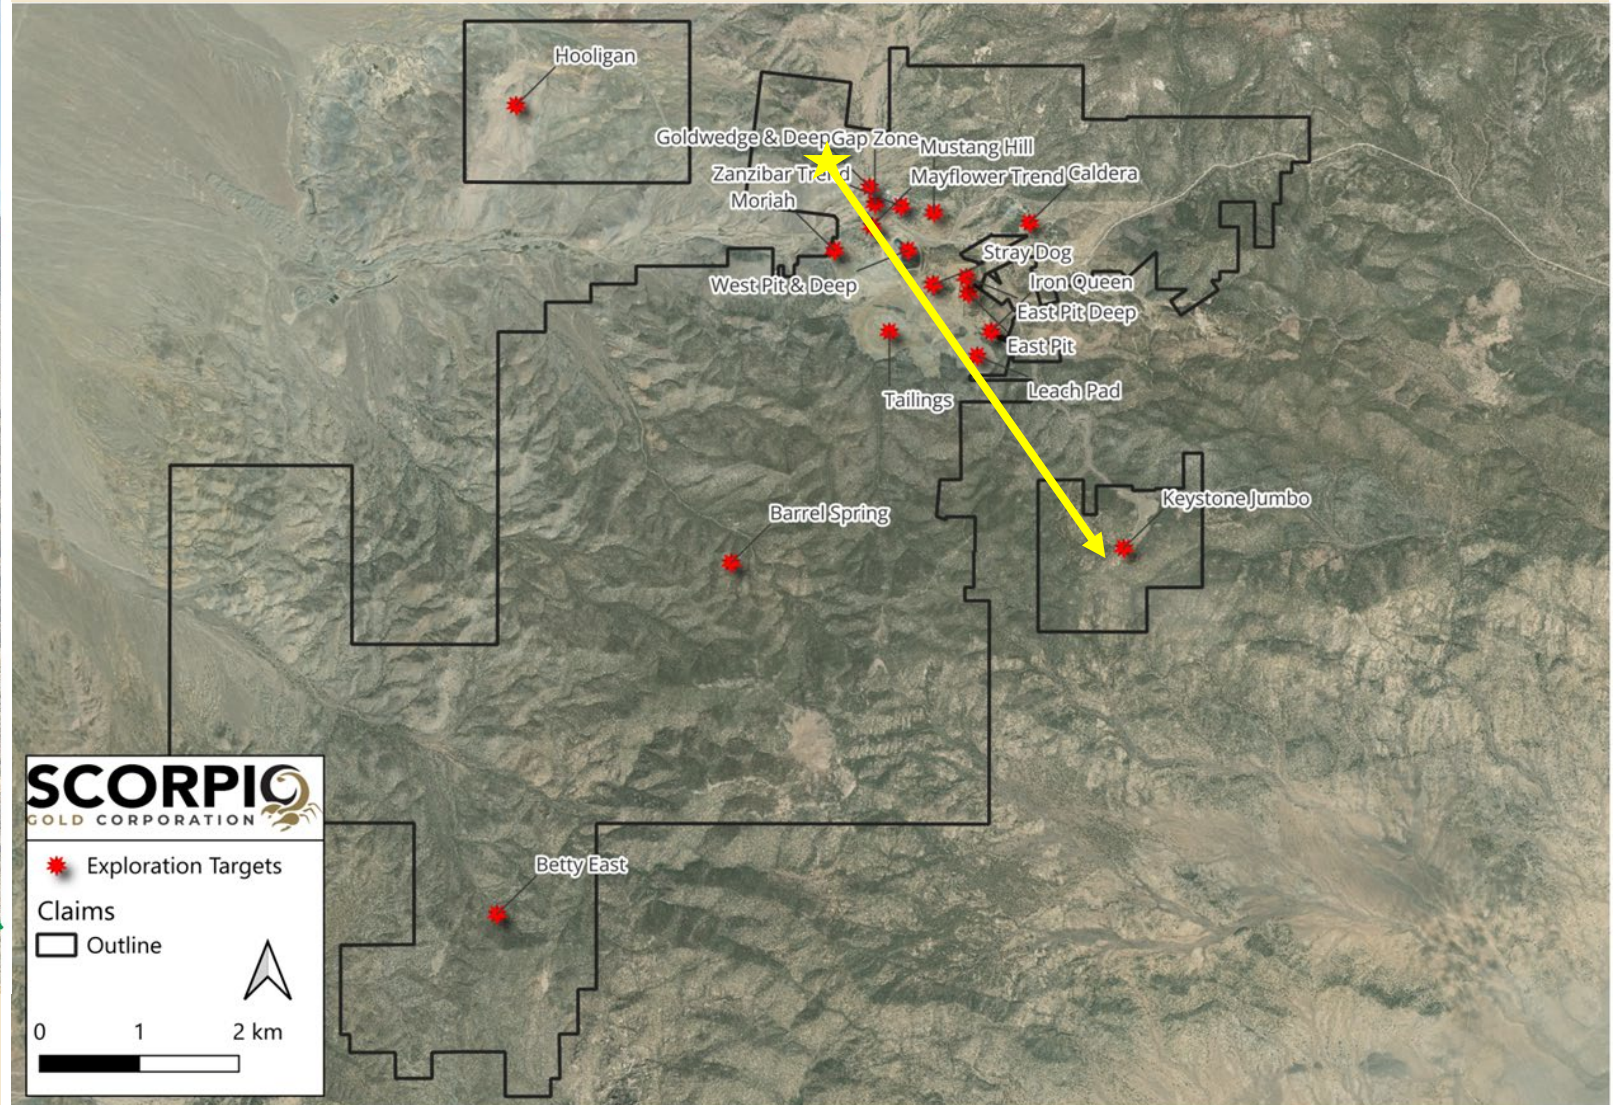 Hooligan
Goldwedge & Deep
Gap Zone
Mustang Hill
Zanzibar Trend
Mayflower Trend
Caldera
Moriah
Stray Dog
West Pit & Deep
Iron Queen
East Pit Deep
East Pit
Leach Pad
Tailings
Keystone Jumbo
Barrel Spring
Betty East
SCORPIO
GOLD CORPORATION
Exploration Targets
Claims
Outline
0 1 2 km